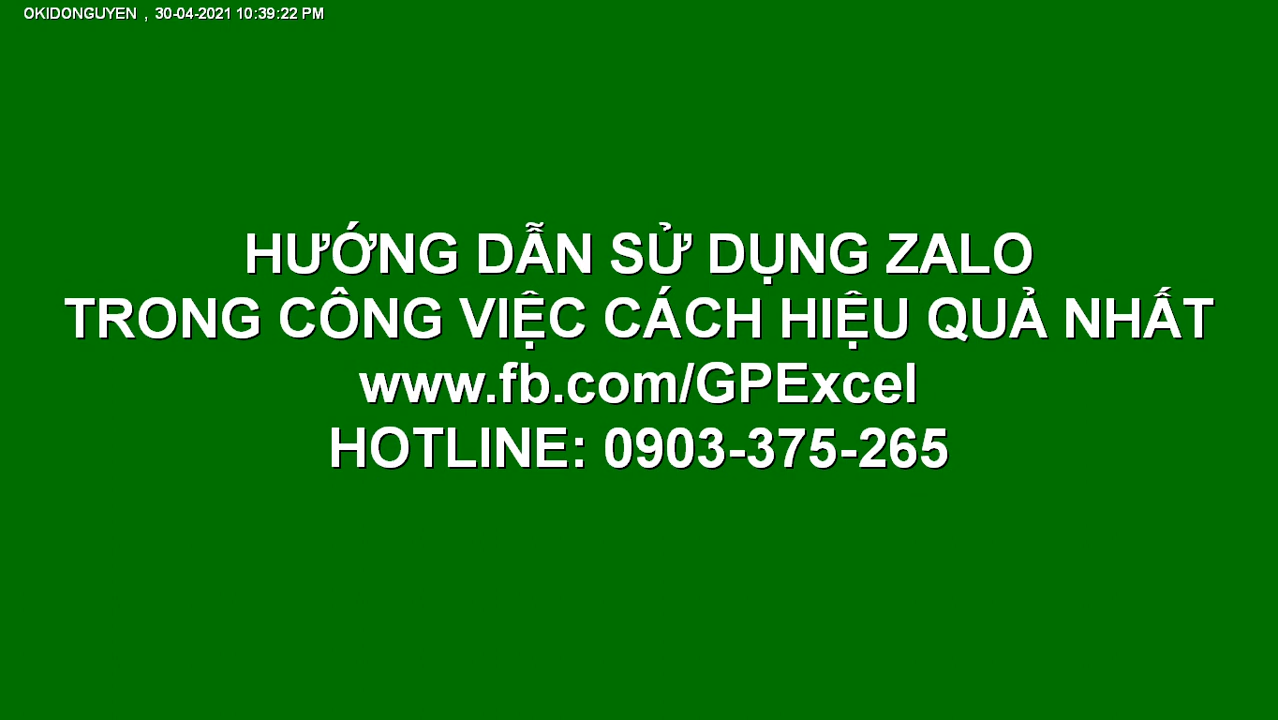 OKIDONGUYEN , 30-04-2021 10:39:22 PM
HƯỚNG DẪN SỬ DỤNG ZALO
TRONG CÔNG VIỆC CÁCH HIỆU QUẢ NHẤT
www.fb.com/GPExcel
HOTLINE: 0903-375-265